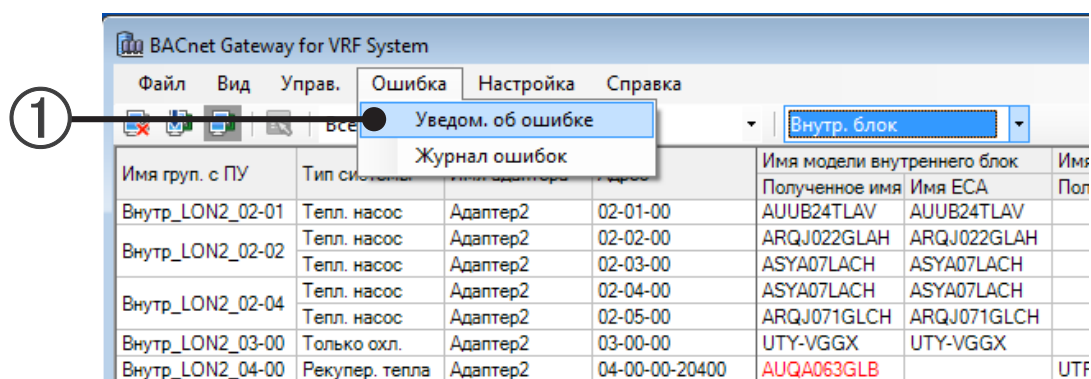 BACnet Gateway for VRF System
Файл Вид Управ. Ошибка Настройка Справка
1
Все Внутр. блок
Уведом. об ошибке
Журнал ошибок
Имя груп. с ПУ Тип Имя модели внутреннего блок Имя
Полученное имя Имя ECA Пол
Внутр_LON2_02-01 Тепл. насос Адаптер2 02-01-00 AUUB24TLAV AUUB24TLAV
Внутр_LON2_02-02 Тепл. насос Адаптер2 02-02-00 ARQJ022GLAH ARQJ022GLAH
Тепл. насос Адаптер2 02-03-00 ASYA07LACH ASYA07LACH
Внутр_LON2_02-04 Тепл. насос Адаптер2 02-04-00 ASYA07LACH ASYA07LACH
Тепл. насос Адаптер2 02-05-00 ARQJ071GLCH ARQJ071GLCH
Внутр_LON2_03-00 Только охл. Адаптер2 03-00-00 UTY-VGGX UTY-VGGX
Внутр_LON2_04-00 Рекупер. тепла Адаптер2 04-00-00-20400 AUQA063GLB UTP